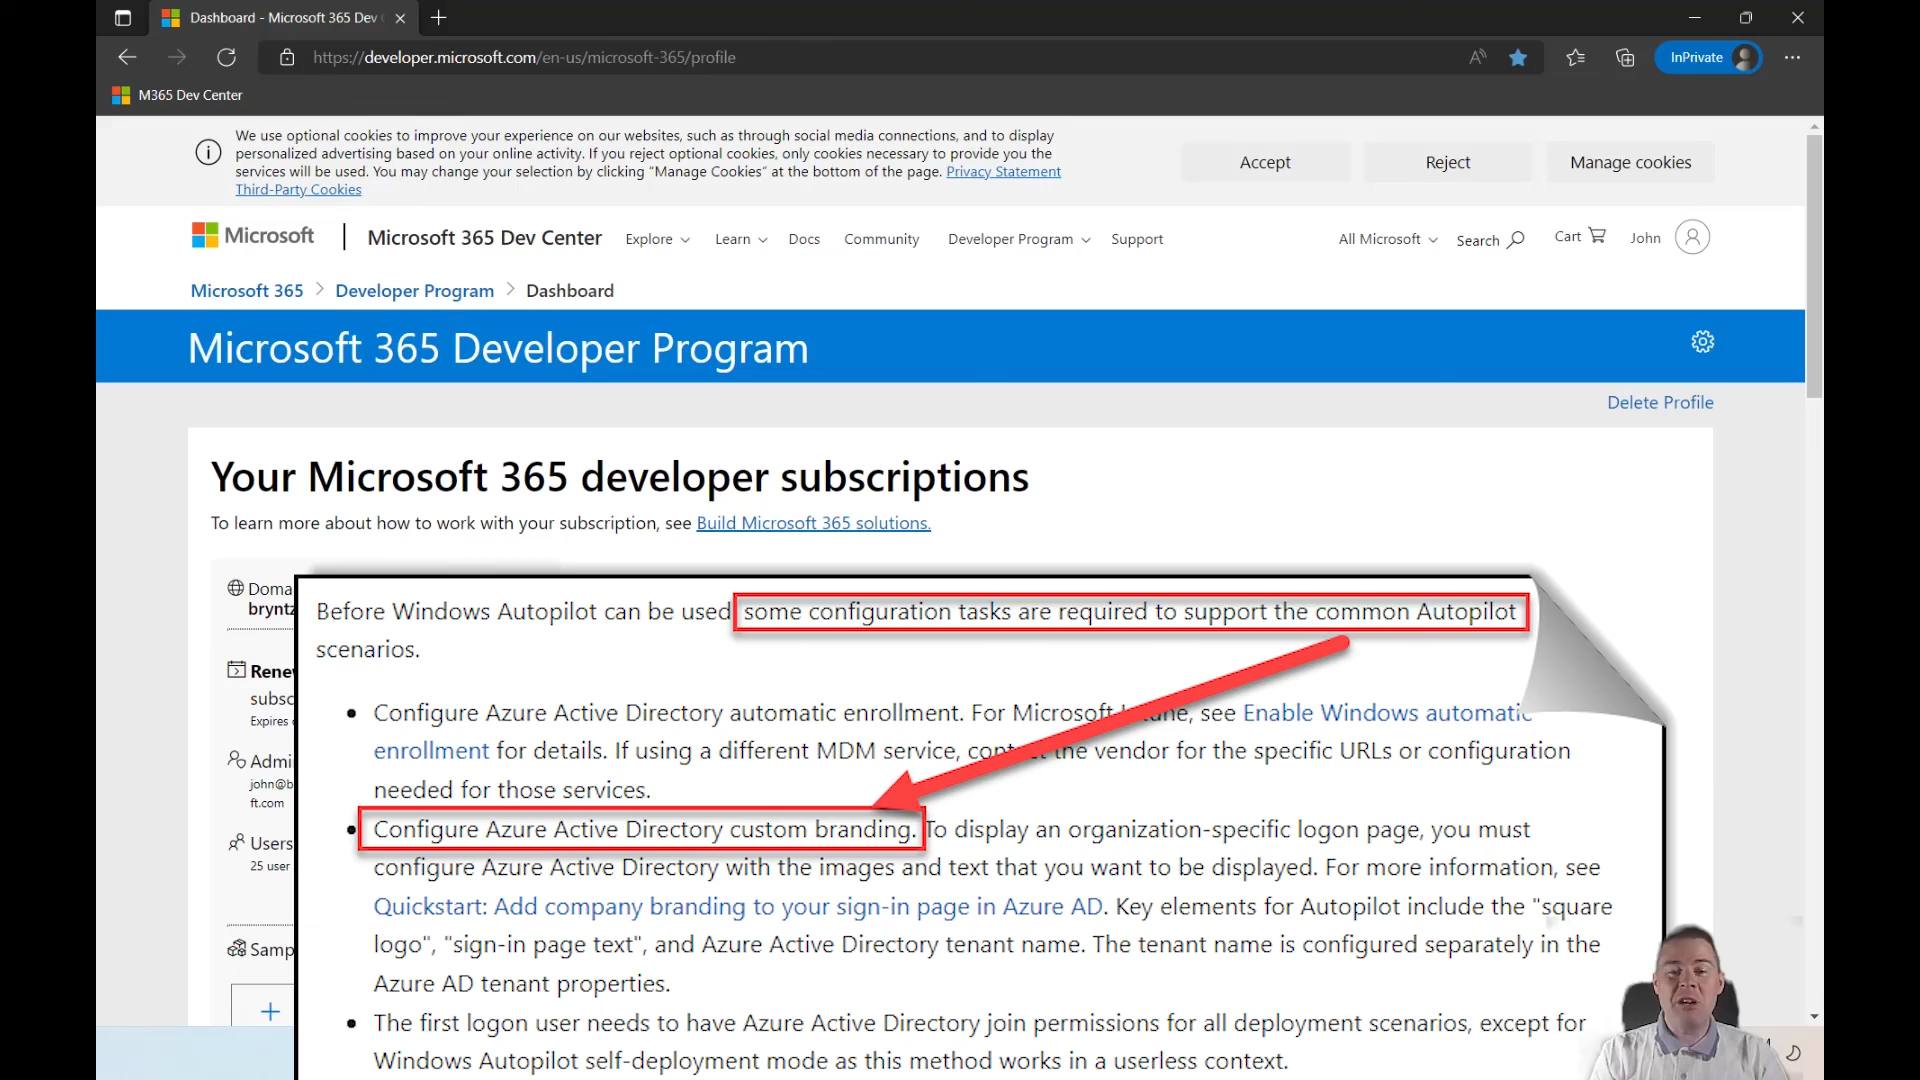 Dashboard - Microsoft 365 Dev
https://developer.microsoft.com/en-us/microsoft-365/profile
InPrivate
M365 Dev Center
We use optional cookies to improve your experience on our websites, such as through social media connections, and to display
personalized advertising based on your online activity. If you reject optional cookies, only cookies necessary to provide you the
services will be used. You may change your selection by clicking "Manage Cookies" at the bottom of the page. Privacy Statement
Third-Party Cookies
Accept
Reject
Manage cookies
Microsoft
Microsoft 365 Dev Center
Explore
Learn
Docs
Community
Developer Program
Support
All Microsoft
Search
Cart
John
Microsoft 365 > Developer Program > Dashboard
Microsoft 365 Developer Program
Delete Profile
Your Microsoft 365 developer subscriptions
To learn more about how to work with your subscription, see Build Microsoft 365 solutions.
Doma
bryntz
Rene
subsc
Expires
Admi
john@b
ft.com
Users
25 user
Samp
Before Windows Autopilot can be used some configuration tasks are required to support the common Autopilot
scenarios.
• Configure Azure Active Directory automatic enrollment. For Microsoft Intune, see Enable Windows automatic
enrollment for details. If using a different MDM service, contact the vendor for the specific URLs or configuration
needed for those services.
• Configure Azure Active Directory custom branding. To display an organization-specific logon page, you must
configure Azure Active Directory with the images and text that you want to be displayed. For more information, see
Quickstart: Add company branding to your sign-in page in Azure AD. Key elements for Autopilot include the "square
logo", "sign-in page text", and Azure Active Directory tenant name. The tenant name is configured separately in the
Azure AD tenant properties.
• The first logon user needs to have Azure Active Directory join permissions for all deployment scenarios, except for
Windows Autopilot self-deployment mode as this method works in a userless context.